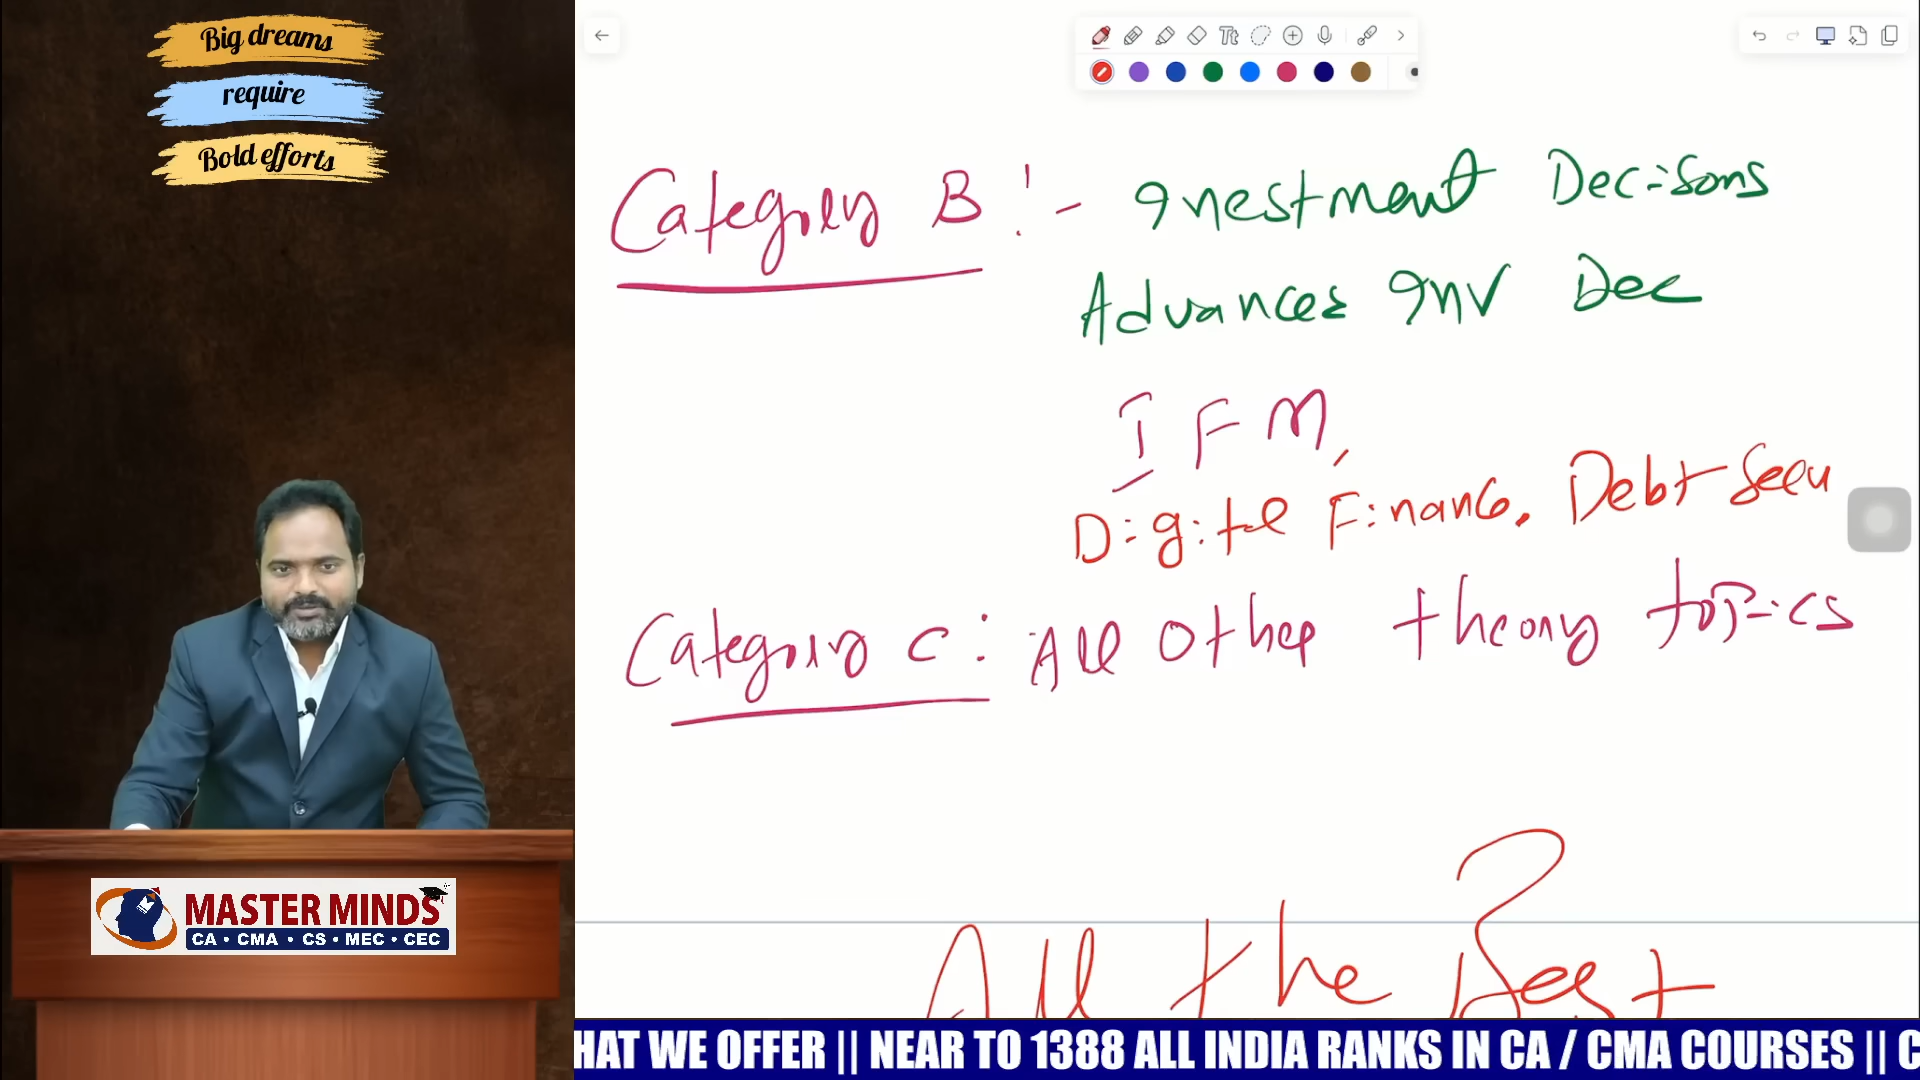 Big dreams
require
Bold efforts
Category B :- Investment Decisions
Advances Inv Dec
I F M,
Digital Finance, Debt Secu
Category C : All Other theory topics
All the Best
MASTER MINDS
CA • CMA • CS • MEC • CEC
HAT WE OFFER || NEAR TO 1388 ALL INDIA RANKS IN CA / CMA COURSES || C